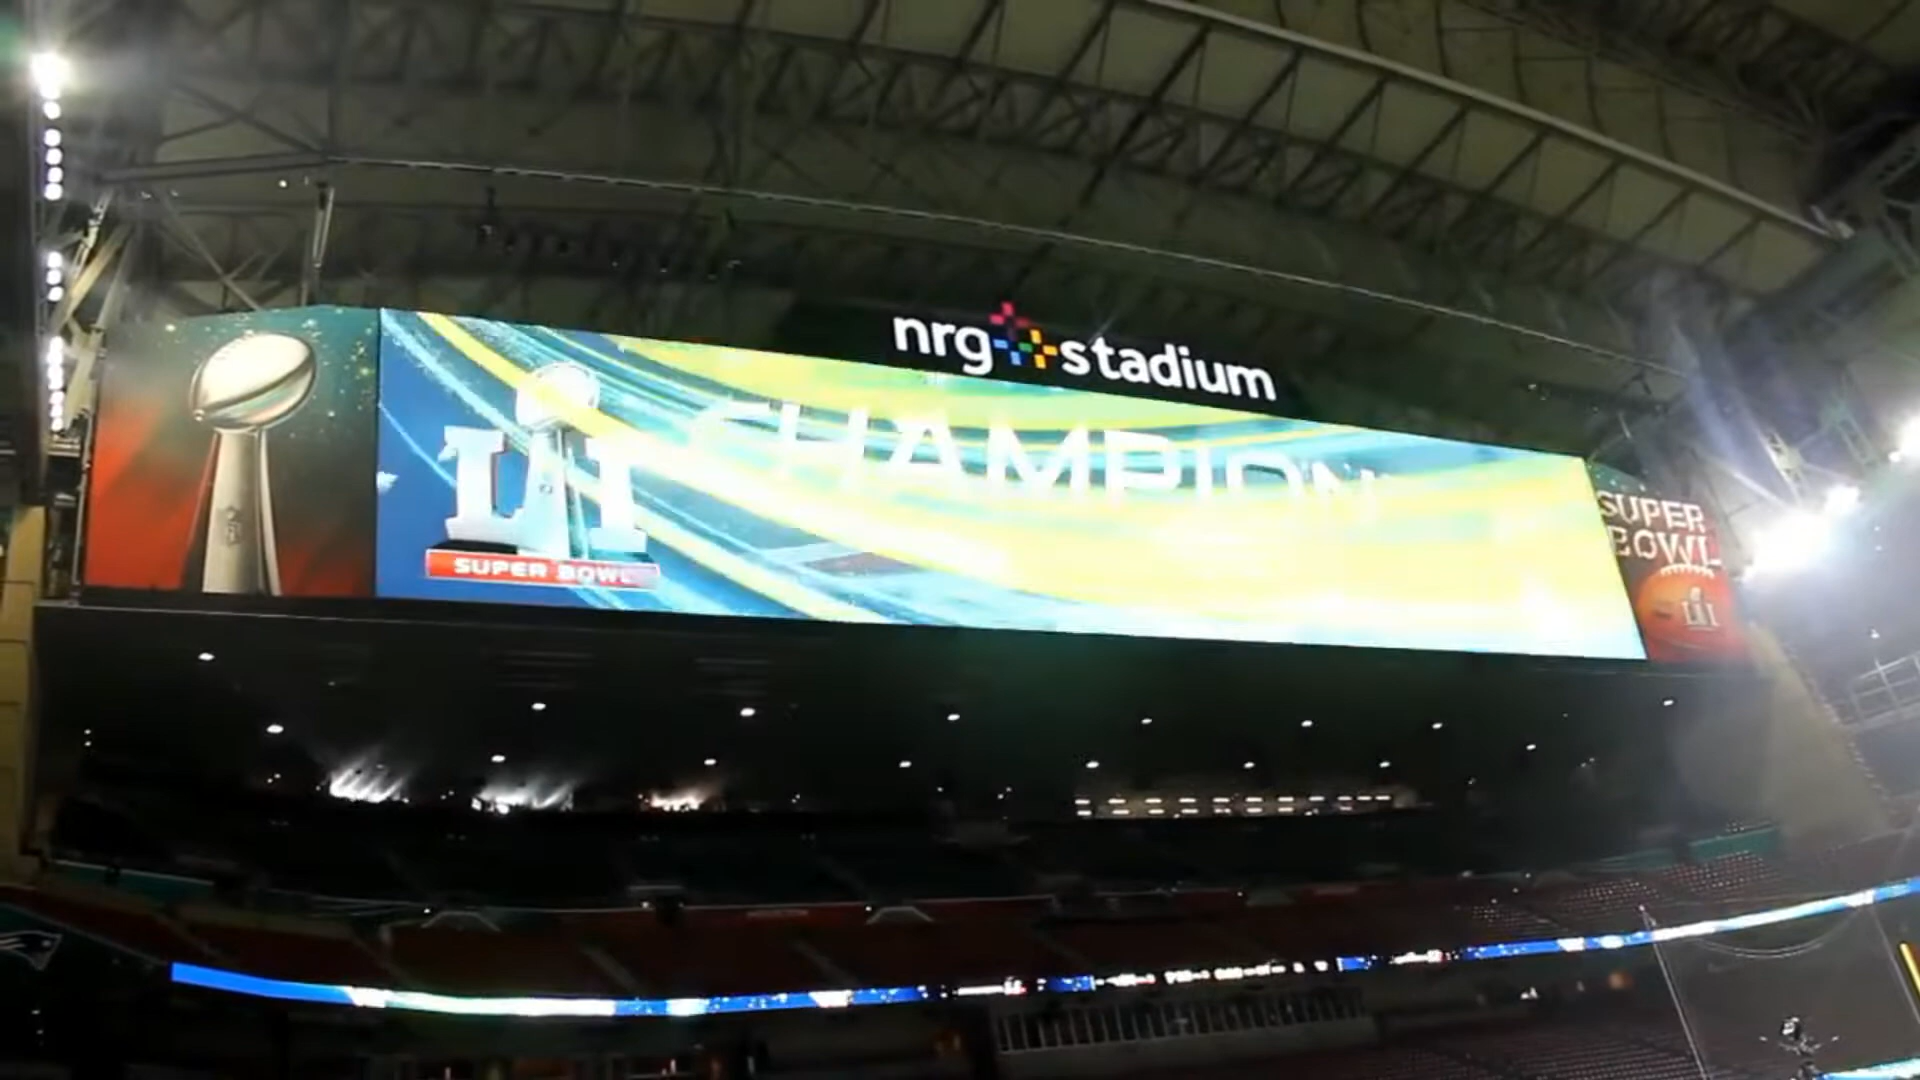 nrg stadium
CHAMPION
LI
SUPER BOWL
SUPER
BOWL
LI